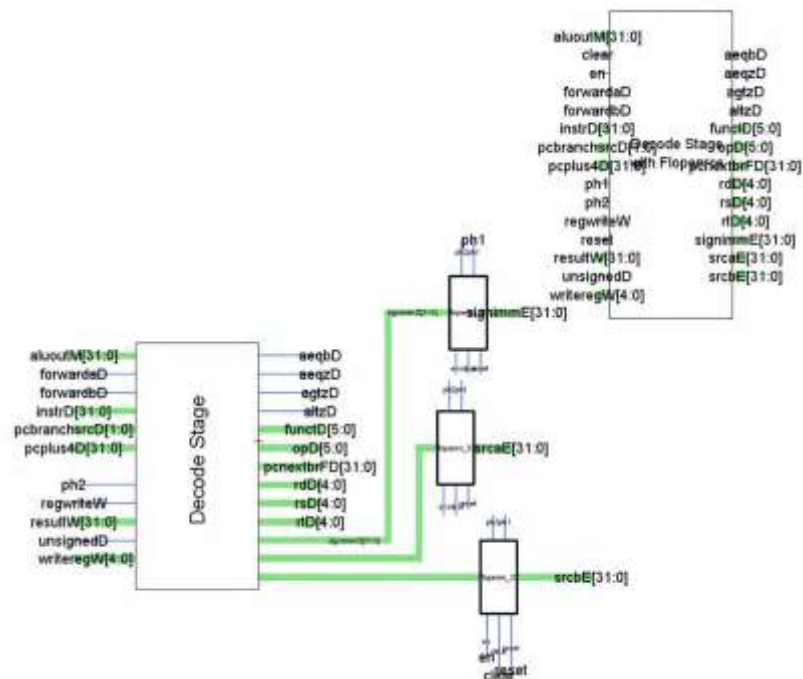 aluoutM[31:0]
clear
en
forwardaD
forwardbD
instrD[31:0]
pcbranchsrcD[1:0]
pcplus4D[31:0]
ph1
ph2
regwriteW
reset
resultW[31:0]
unsignedD
writeregW[4:0]
Decode Stage
with Flopenrcs
aeqbD
aeqzD
agtzD
altzD
functD[5:0]
opD[5:0]
pcnextbrFD[31:0]
rdD[4:0]
rsD[4:0]
rtD[4:0]
signimmE[31:0]
srcaE[31:0]
srcbE[31:0]
ph1
signimmE[31:0]
aluoutM[31:0]
forwardaD
forwardbD
instrD[31:0]
pcbranchsrcD[1:0]
pcplus4D[31:0]
ph2
regwriteW
resultW[31:0]
unsignedD
writeregW[4:0]
Decode Stage
aeqbD
aeqzD
agtzD
altzD
functD[5:0]
opD[5:0]
pcnextbrFD[31:0]
rdD[4:0]
rsD[4:0]
rtD[4:0]
srcaE[31:0]
srcbE[31:0]
en
clear
reset